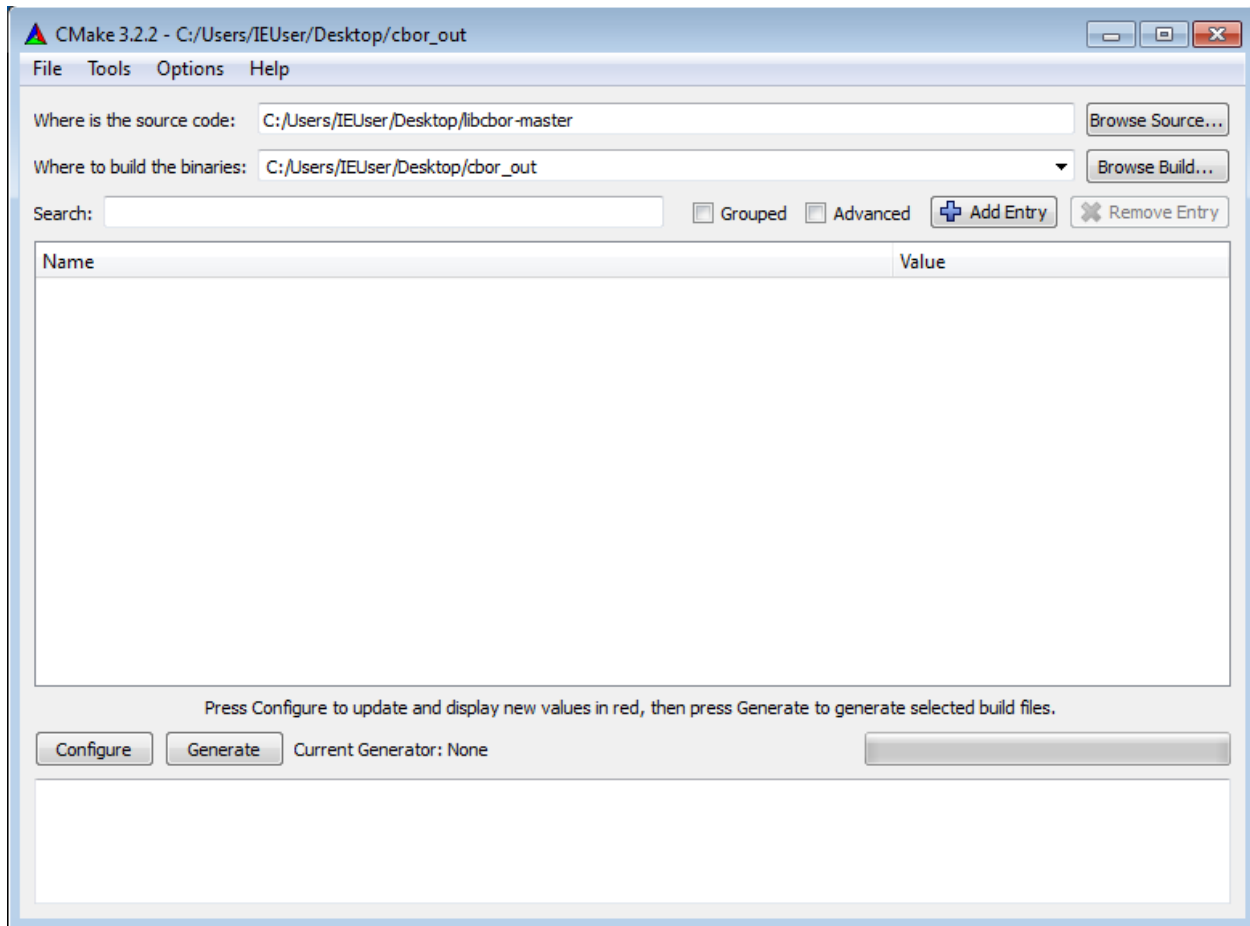 CMake 3.2.2 - C:/Users/IEUser/Desktop/cbor_out
File Tools Options Help
Where is the source code: C:/Users/IEUser/Desktop/libcbor-master Browse Source...
Where to build the binaries: C:/Users/IEUser/Desktop/cbor_out Browse Build...
Search: Grouped Advanced Add Entry Remove Entry
Name Value
Press Configure to update and display new values in red, then press Generate to generate selected build files.
Configure Generate Current Generator: None